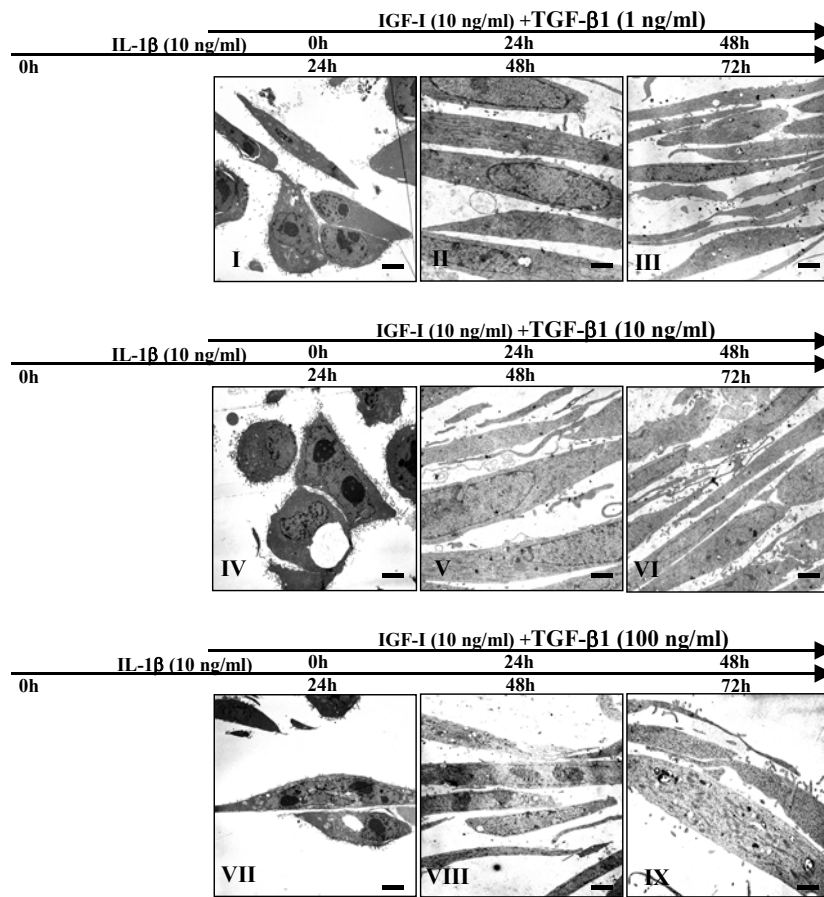 IGF-I (10 ng/ml) +TGF-β1 (1 ng/ml)
IL-1β (10 ng/ml) 0h 24h 48h
0h 24h 48h 72h
I II III
IGF-I (10 ng/ml) +TGF-β1 (10 ng/ml)
IL-1β (10 ng/ml) 0h 24h 48h
0h 24h 48h 72h
IV V VI
IGF-I (10 ng/ml) +TGF-β1 (100 ng/ml)
IL-1β (10 ng/ml) 0h 24h 48h
0h 24h 48h 72h
VII VIII IX